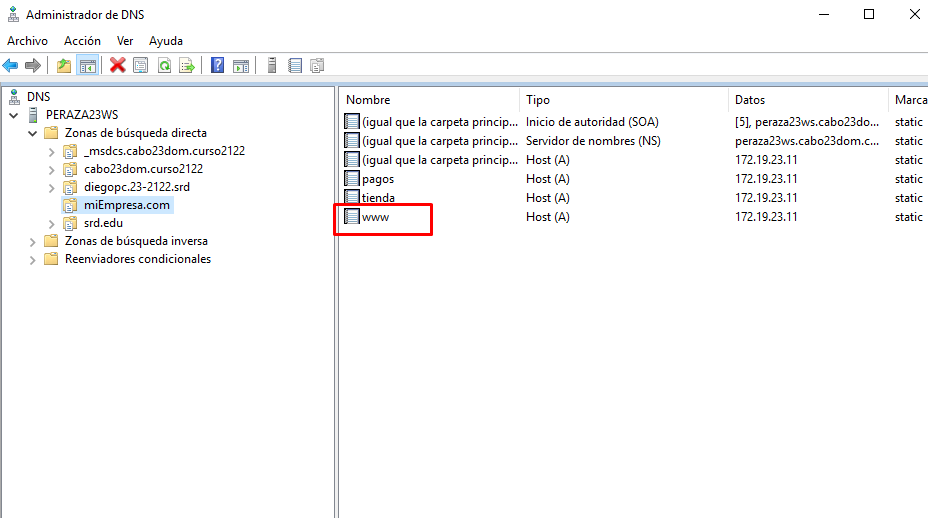 Administrador de DNS
Archivo Acción Ver Ayuda
DNS
PERAZA23WS
Zonas de búsqueda directa
_msdcs.cabo23dom.curso2122
cabo23dom.curso2122
diegopc.23-2122.srd
miEmpresa.com
srd.edu
Zonas de búsqueda inversa
Reenviadores condicionales
Nombre Tipo Datos Marca
(igual que la carpeta princip... Inicio de autoridad (SOA) [5], peraza23ws.cabo23do... static
(igual que la carpeta princip... Servidor de nombres (NS) peraza23ws.cabo23dom.c... static
(igual que la carpeta princip... Host (A) 172.19.23.11 static
pagos Host (A) 172.19.23.11 static
tienda Host (A) 172.19.23.11 static
www Host (A) 172.19.23.11 static